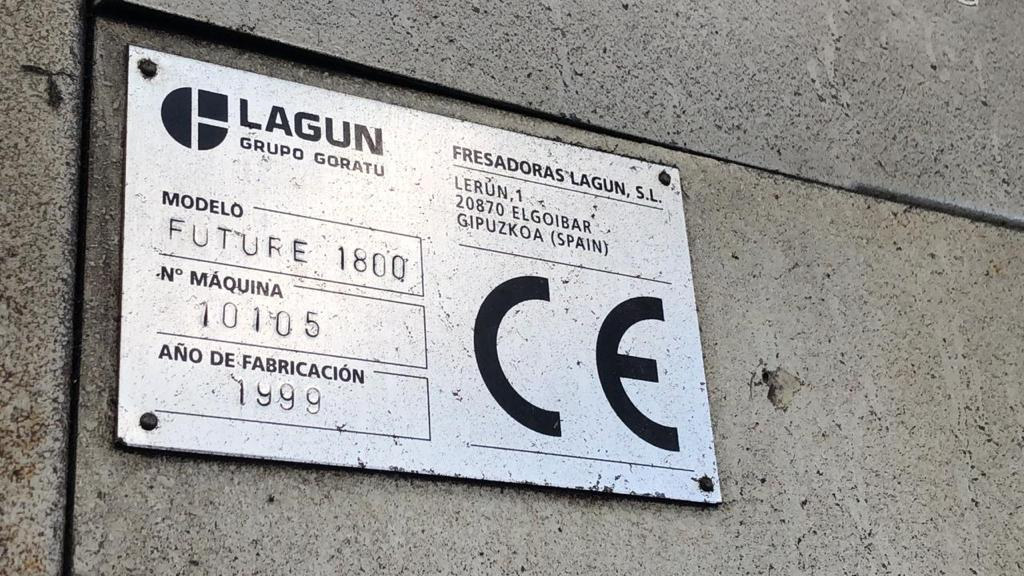 LAGUN
GRUPO GORATU
MODELO
FUTURE 1800
Nº MÁQUINA
10105
AÑO DE FABRICACIÓN
1999
FRESADORAS LAGUN, S.L.
LERÚN,1
20870 ELGOIBAR
GIPUZKOA (SPAIN)
CE